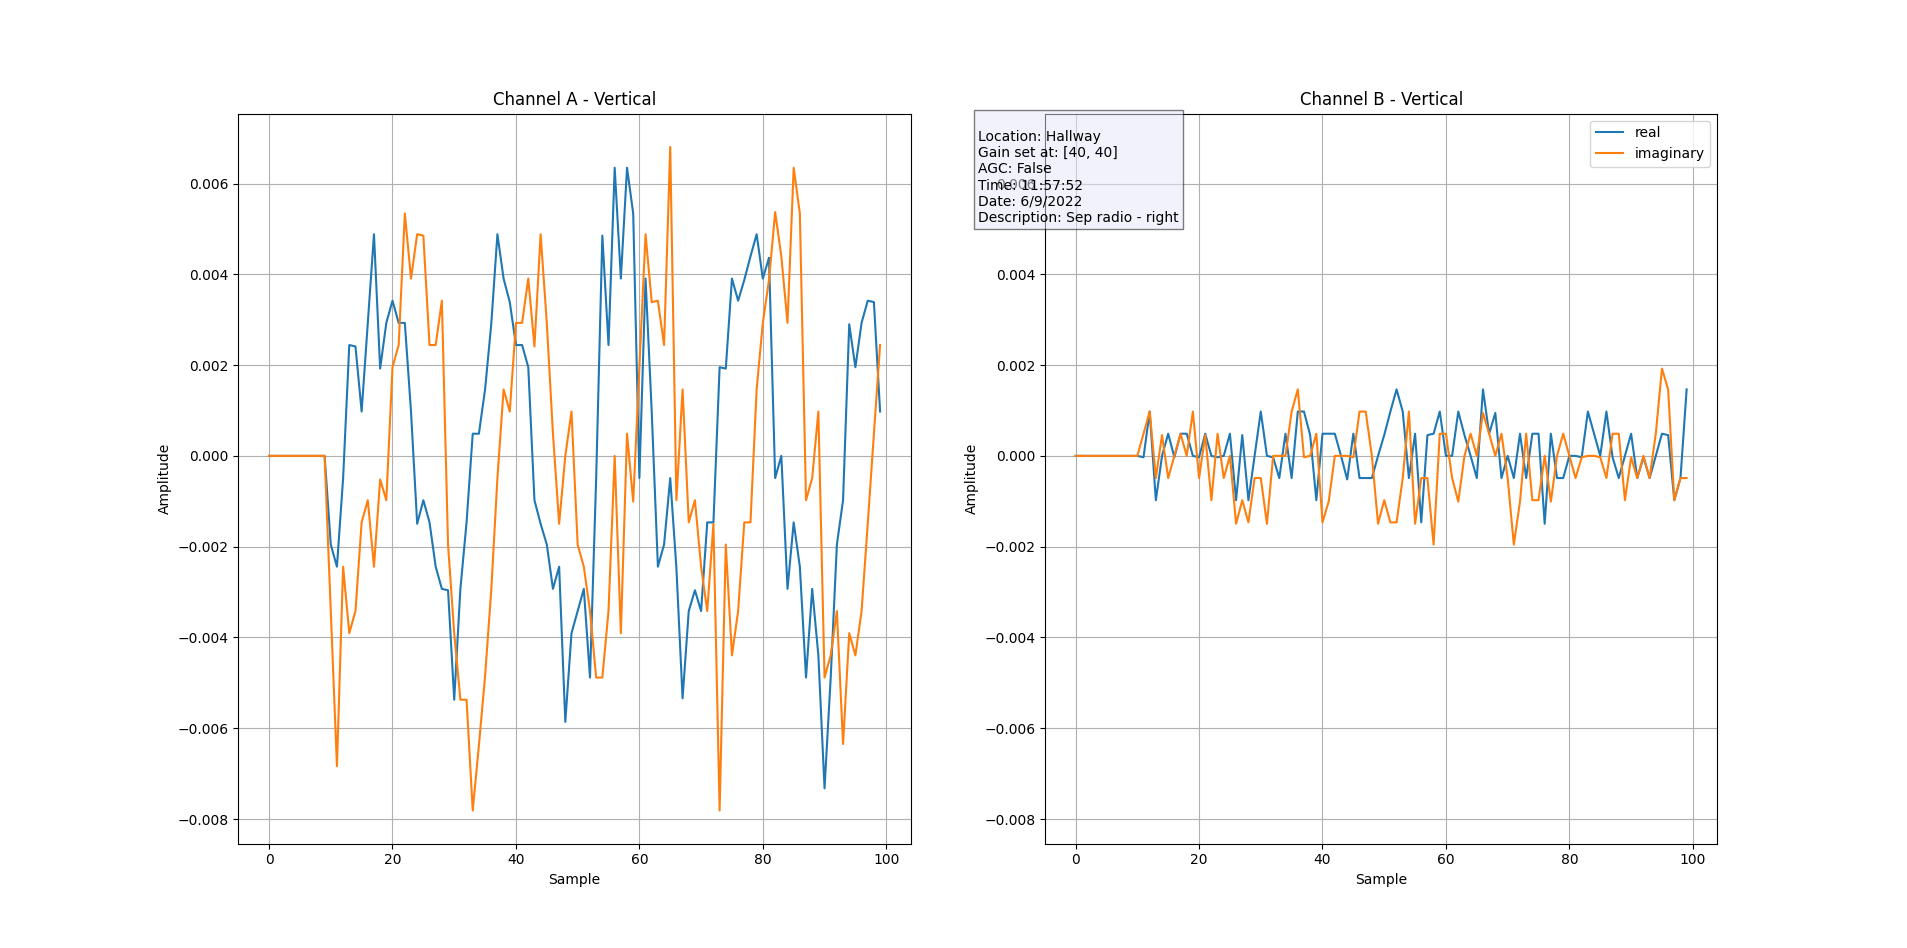 Channel A - Vertical
0.006
0.004
0.002
0.000
−0.002
−0.004
−0.006
−0.008
Amplitude
0
20
40
60
80
100
Sample
Channel B - Vertical
Location: Hallway
Gain set at: [40, 40]
AGC: False
Time: 11:57:52
Date: 6/9/2022
Description: Sep radio - right
real
imaginary
0.006
0.004
0.002
0.000
−0.002
−0.004
−0.006
−0.008
Amplitude
0
20
40
60
80
100
Sample